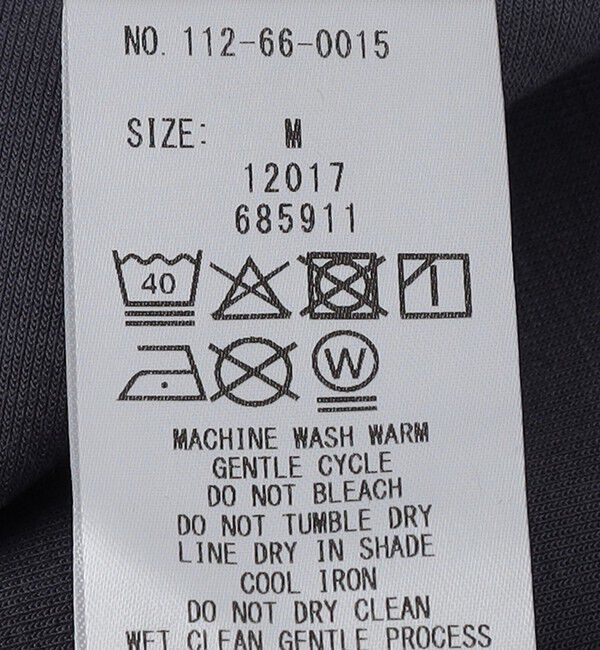 NO. 112-66-0015
SIZE: M
12017
685911
40
W
MACHINE WASH WARM
GENTLE CYCLE
DO NOT BLEACH
DO NOT TUMBLE DRY
LINE DRY IN SHADE
COOL IRON
DO NOT DRY CLEAN
WET CLEAN GENTLE PROCESS